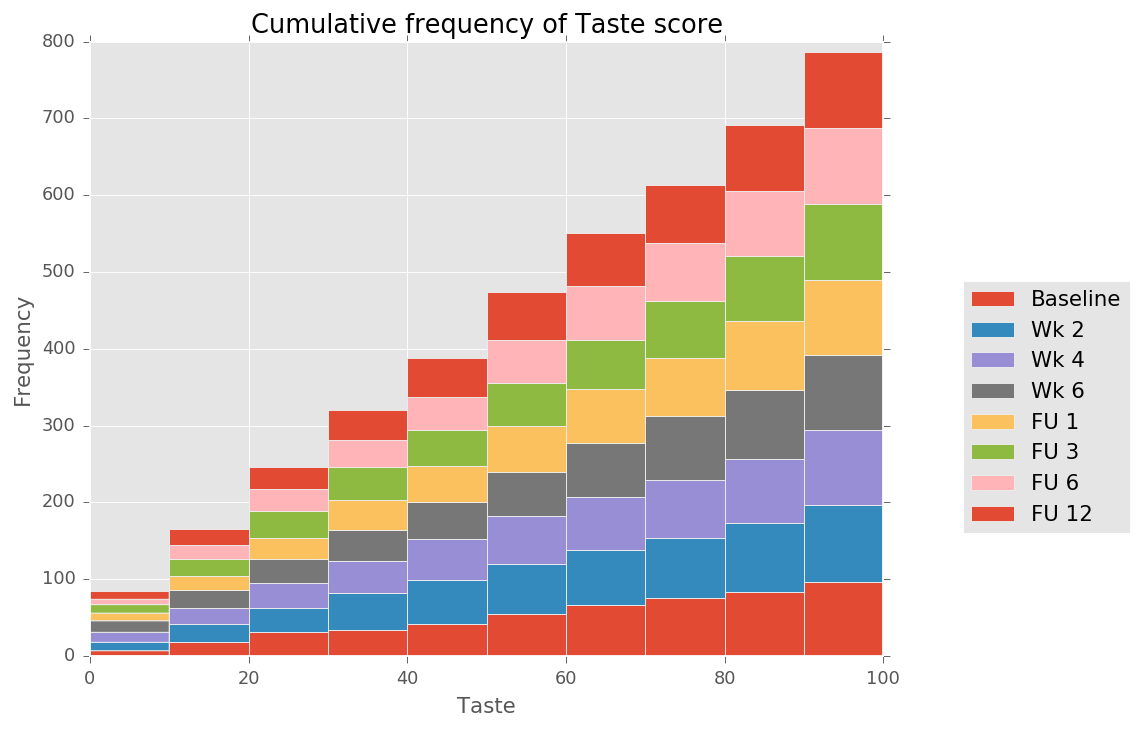 Cumulative frequency of Taste score
800
700
600
500
400
300
200
100
0
Frequency
0 20 40 60 80 100
Taste
Baseline
Wk 2
Wk 4
Wk 6
FU 1
FU 3
FU 6
FU 12